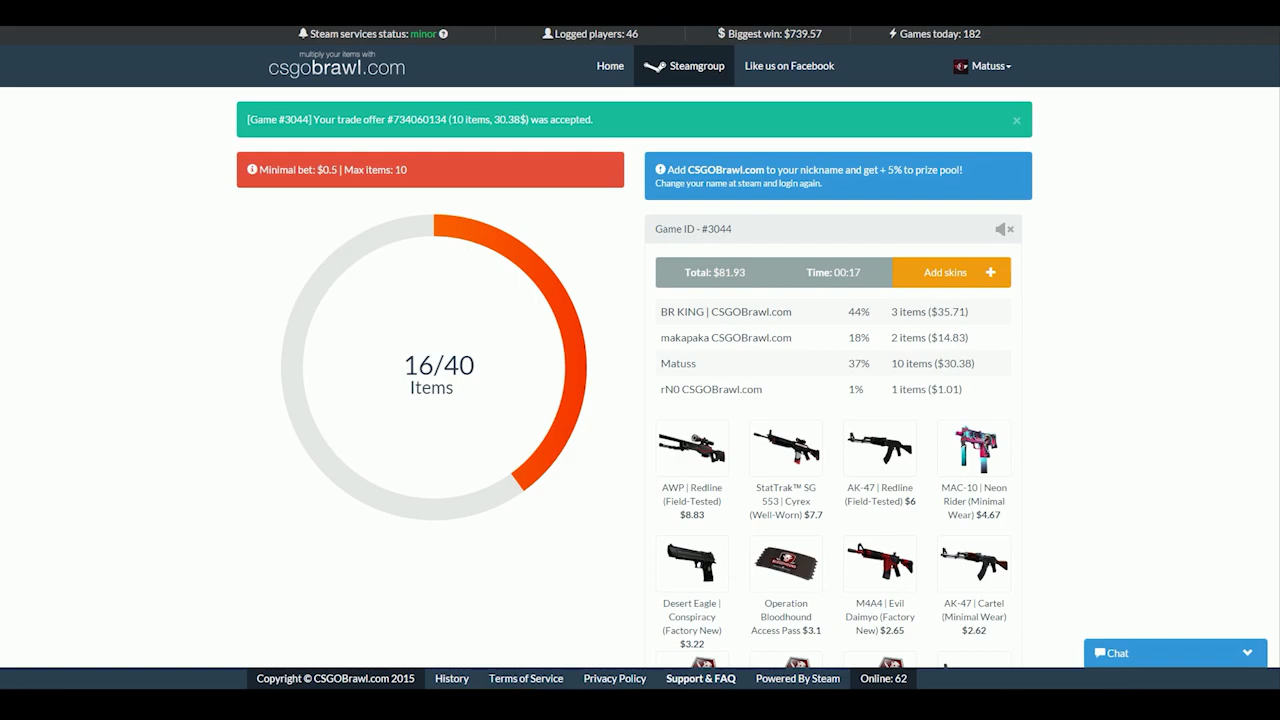 Steam services status: minor
Logged players: 46
$ Biggest win: $739.57
Games today: 182
multiply your items with
csgobrawl.com
Home
Steamgroup
Like us on Facebook
Matuss
[Game #3044] Your trade offer #734060134 (10 items, 30.38$) was accepted.
×
Minimal bet: $0.5 | Max items: 10
Add CSGOBrawl.com to your nickname and get + 5% to prize pool!
Change your name at steam and login again.
16/40
Items
Game ID - #3044
Total: $81.93
Time: 00:17
Add skins +
BR KING | CSGOBrawl.com 44% 3 items ($35.71)
makapaka CSGOBrawl.com 18% 2 items ($14.83)
Matuss 37% 10 items ($30.38)
rN0 CSGOBrawl.com 1% 1 items ($1.01)
AWP | Redline
(Field-Tested)
$8.83
StatTrak™ SG
553 | Cyrex
(Well-Worn) $7.7
AK-47 | Redline
(Field-Tested) $6
MAC-10 | Neon
Rider (Minimal
Wear) $4.67
Desert Eagle |
Conspiracy
(Factory New)
$3.22
Operation
Bloodhound
Access Pass $3.1
M4A4 | Evil
Daimyo (Factory
New) $2.65
AK-47 | Cartel
(Minimal Wear)
$2.62
Chat
Copyright © CSGOBrawl.com 2015
History
Terms of Service
Privacy Policy
Support & FAQ
Powered By Steam
Online: 62